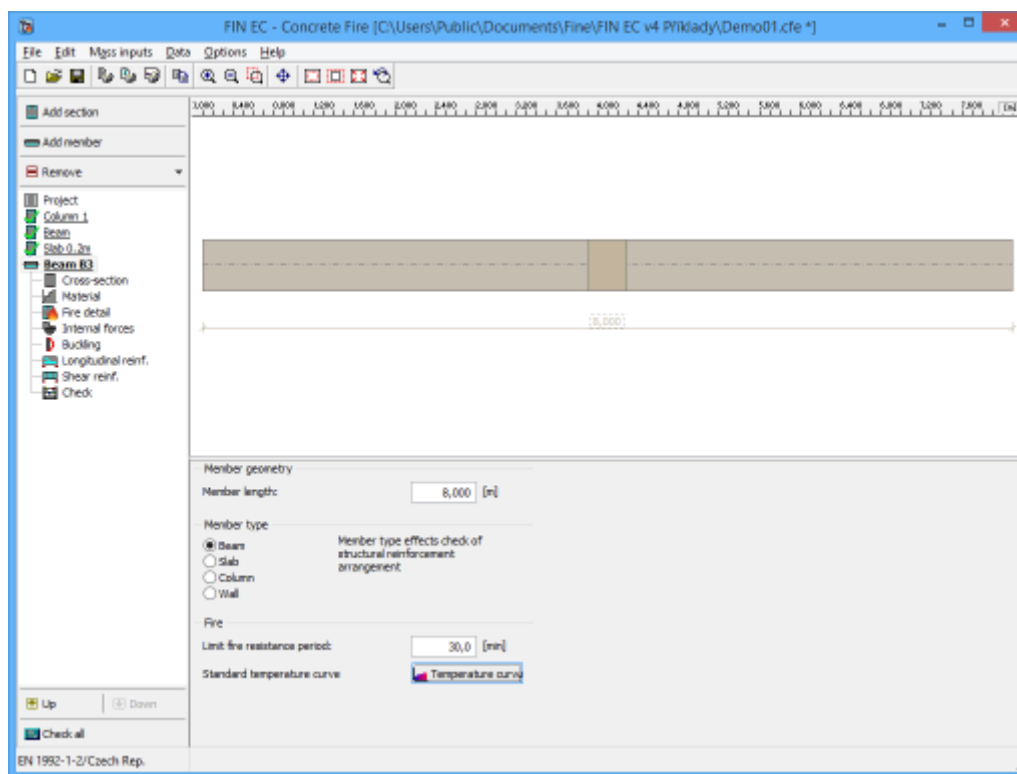 FIN EC - Concrete Fire [C:\Users\Public\Documents\Fine\FIN EC v4 Příklady\Demo01.cfe *]
File Edit Mass inputs Data Options Help
Add section
Add member
Remove
Project
Column 1
Beam
Slab 0.2m
Beam B3
Cross-section
Material
Fire detail
Internal forces
Buckling
Longitudinal reinf.
Shear reinf.
Check
[8,000]
Member geometry
Member length: 8,000 [m]
Member type
Beam
Slab
Column
Wall
Member type effects check of
structural reinforcement
arrangement
Fire
Limit fire resistance period: 30,0 [min]
Standard temperature curve Temperature curve
Up Down
Check all
EN 1992-1-2/Czech Rep.